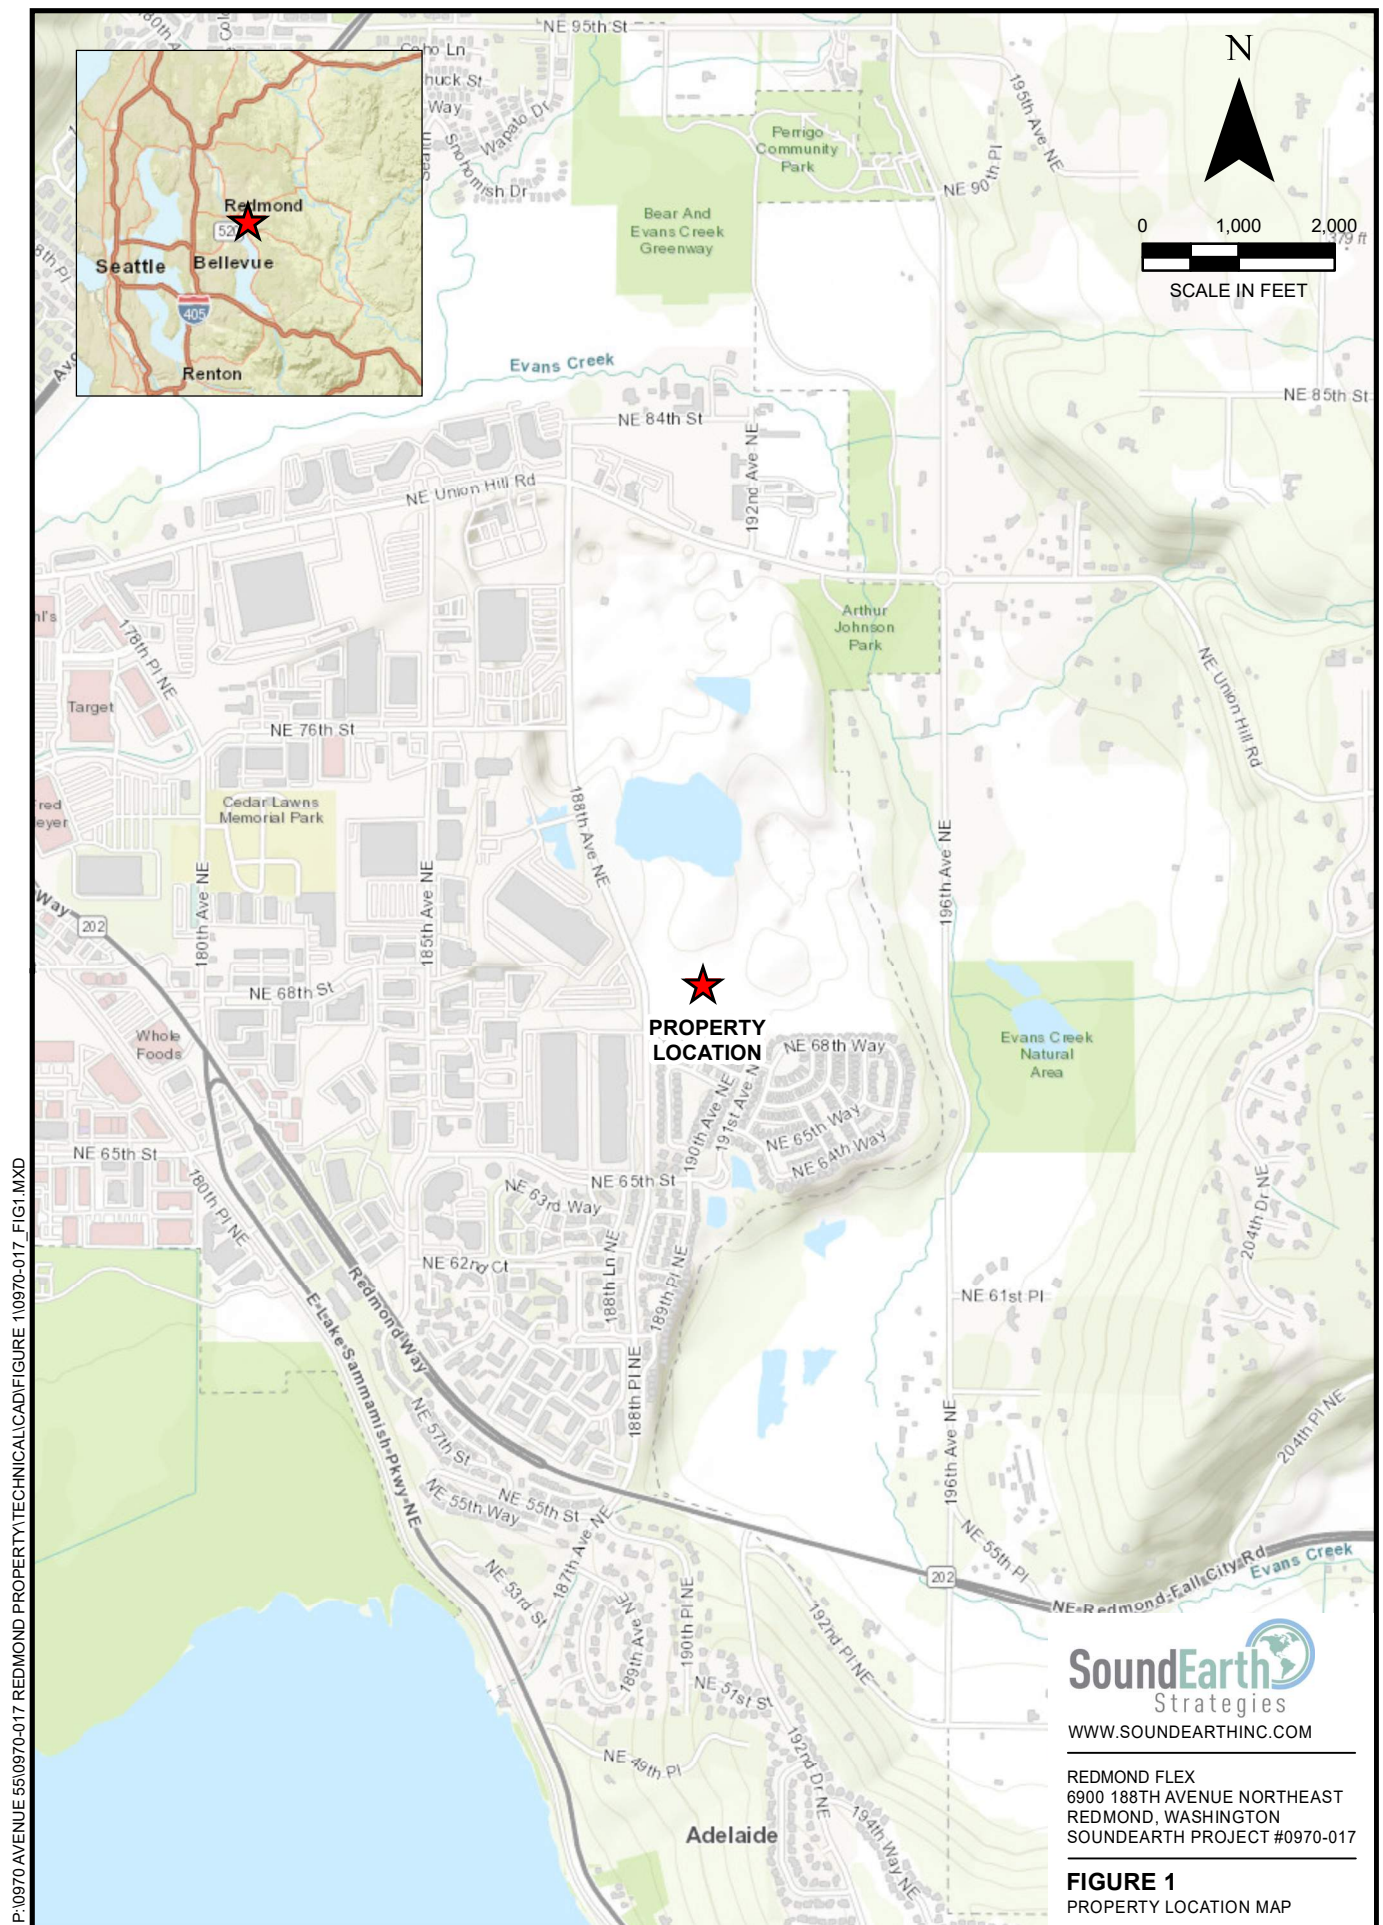 NE 95th St
Coho Ln
Wapato Dr
Snohomish Dr
Perrigo
Community
Park
195th Ave NE
NE 90th Pl
Bear And
Evans Creek
Greenway
N
0 1,000 2,000
379 ft
SCALE IN FEET
Redmond
520
Seattle
Bellevue
405
Renton
Evans Creek
NE 85th St
NE 84th St
192nd Ave NE
NE Union Hill Rd
Arthur
Johnson
Park
NE Union Hill Rd
178th Pl NE
Target
NE 76th St
188th Ave NE
Cedar Lawns
Memorial Park
180th Ave NE
185th Ave NE
196th Ave NE
Way
202
NE 68th St
Whole
Foods
PROPERTY
LOCATION
NE 68th Way
190th Ave NE
191st Ave N
NE 65th Way
NE 64th Way
Evans Creek
Natural
Area
NE 65th St
180th Pl NE
NE 65th St
NE 63rd Way
NE 62nd Ct
188th Ln NE
189th Pl NE
188th Pl NE
204th Dr NE
NE 61st Pl
E Lake Sammamish Pkwy NE
Redmond Way
NE 57th St
NE 55th Way
NE 55th St
187th Ave NE
NE 53rd St
189th Ave NE
190th Pl NE
NE 51st St
192nd Pl NE
196th Ave NE
NE 55th Pl
204th Pl NE
202
NE Redmond-Fall City Rd
Evans Creek
NE 49th Pl
192nd Dr NE
194th Way NE
Adelaide
SoundEarth
Strategies
WWW.SOUNDEARTHINC.COM
REDMOND FLEX
6900 188TH AVENUE NORTHEAST
REDMOND, WASHINGTON
SOUNDEARTH PROJECT #0970-017
FIGURE 1
PROPERTY LOCATION MAP
P:\0970 AVENUE 55\0970-017 REDMOND PROPERTY\TECHNICAL\CAD\FIGURE 1\0970-017_FIG1.MXD